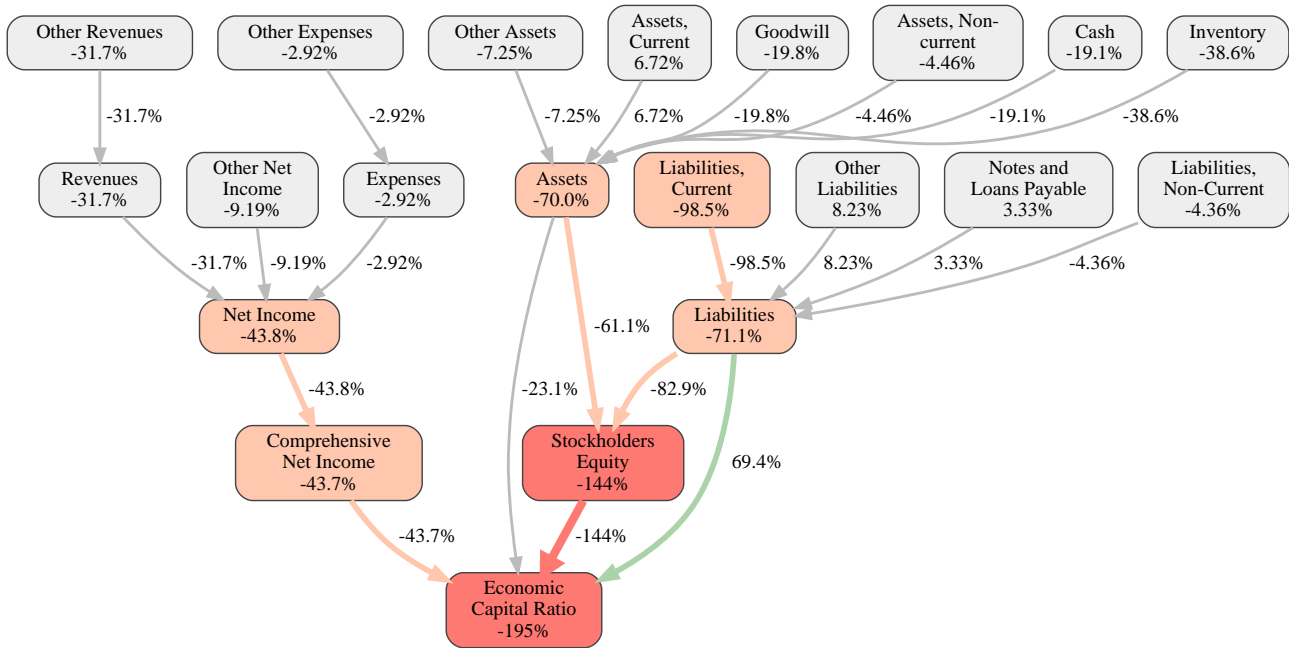 Other Revenues
-31.7%
Other Expenses
-2.92%
Other Assets
-7.25%
Assets,
Current
6.72%
Goodwill
-19.8%
Assets, Non-
current
-4.46%
Cash
-19.1%
Inventory
-38.6%
-31.7%
-2.92%
-7.25%
6.72%
-19.8%
-4.46%
-19.1%
-38.6%
Revenues
-31.7%
Other Net
Income
-9.19%
Expenses
-2.92%
Assets
-70.0%
Liabilities,
Current
-98.5%
Other
Liabilities
8.23%
Notes and
Loans Payable
3.33%
Liabilities,
Non-Current
-4.36%
-31.7%
-9.19%
-2.92%
-98.5%
8.23%
3.33%
-4.36%
Net Income
-43.8%
-61.1%
Liabilities
-71.1%
-43.8%
-23.1%
-82.9%
Comprehensive
Net Income
-43.7%
Stockholders
Equity
-144%
69.4%
-43.7%
-144%
Economic
Capital Ratio
-195%